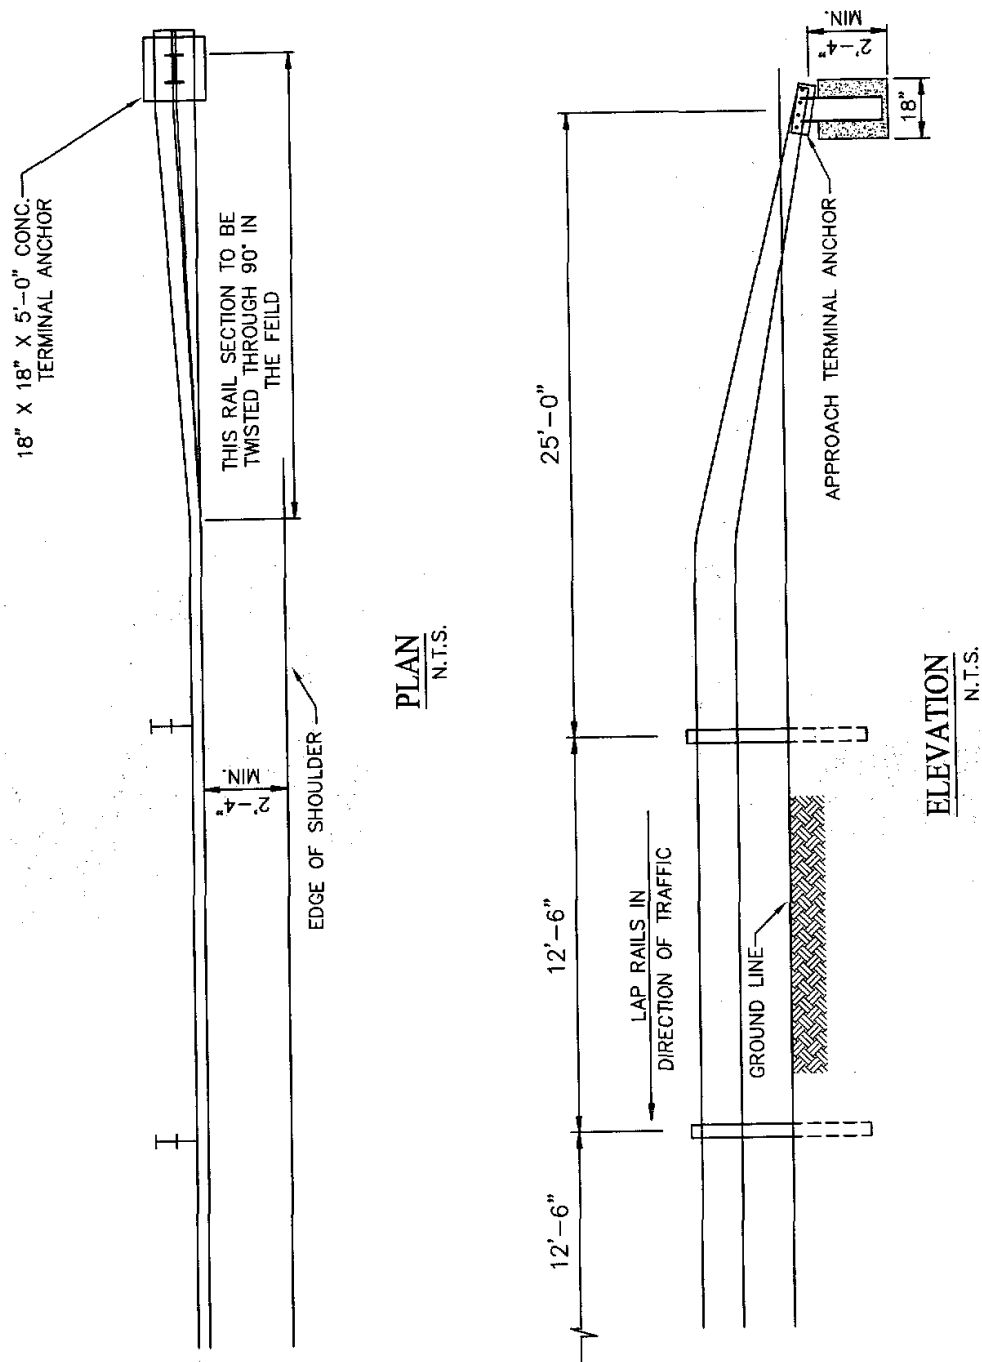 18" X 18" X 5'-0" CONC.
TERMINAL ANCHOR
THIS RAIL SECTION TO BE
TWISTED THROUGH 90° IN
THE FEILD
2'-4"
MIN.
EDGE OF SHOULDER
PLAN
N.T.S.
12'-6"
12'-6"
25'-0"
2'-4"
MIN.
18"
LAP RAILS IN
DIRECTION OF TRAFFIC
GROUND LINE
APPROACH TERMINAL ANCHOR
ELEVATION
N.T.S.